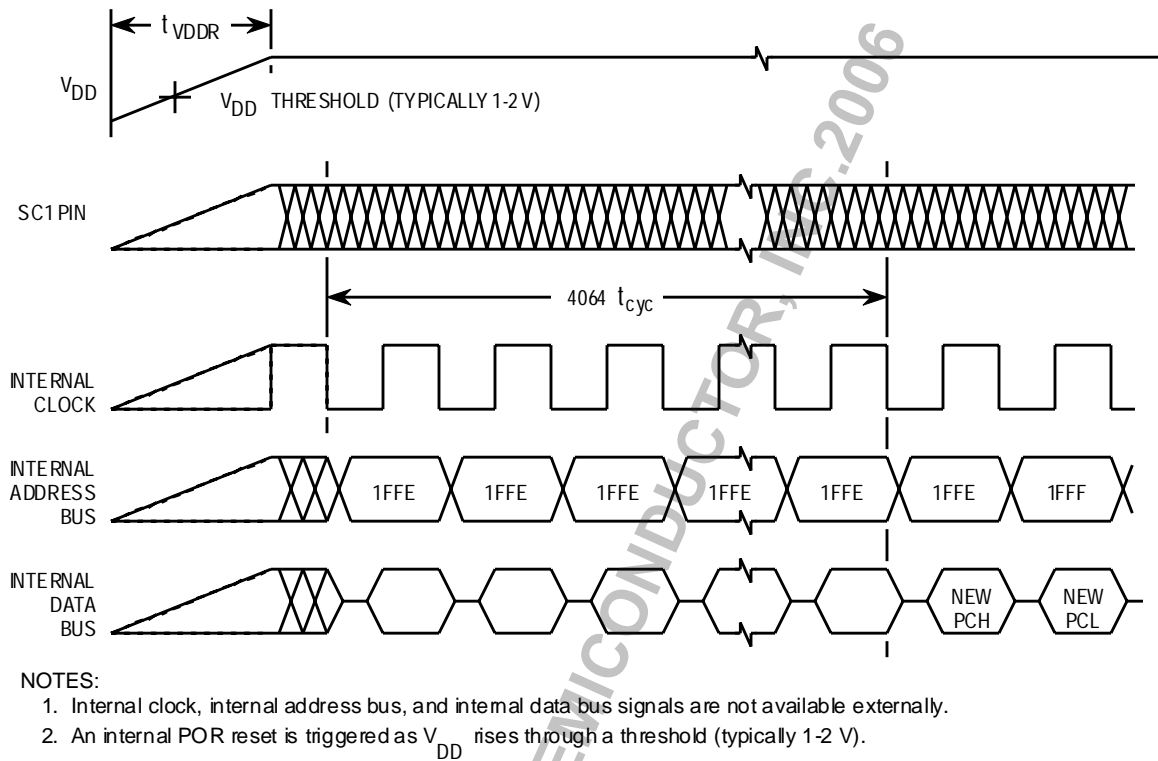 t VDDR
VDD
VDD THRESHOLD (TYPICALLY 1-2 V)
SC1 PIN
4064 tcyc
INTERNAL
CLOCK
INTERNAL
ADDRESS
BUS
1FFE 1FFE 1FFE 1FFE 1FFE 1FFE 1FFF
INTERNAL
DATA
BUS
NEW
PCH
NEW
PCL
NOTES:
1. Internal clock, internal address bus, and internal data bus signals are not available externally.
2. An internal POR reset is triggered as VDD rises through a threshold (typically 1-2 V).
EMICONDUCTOR, INC.2006